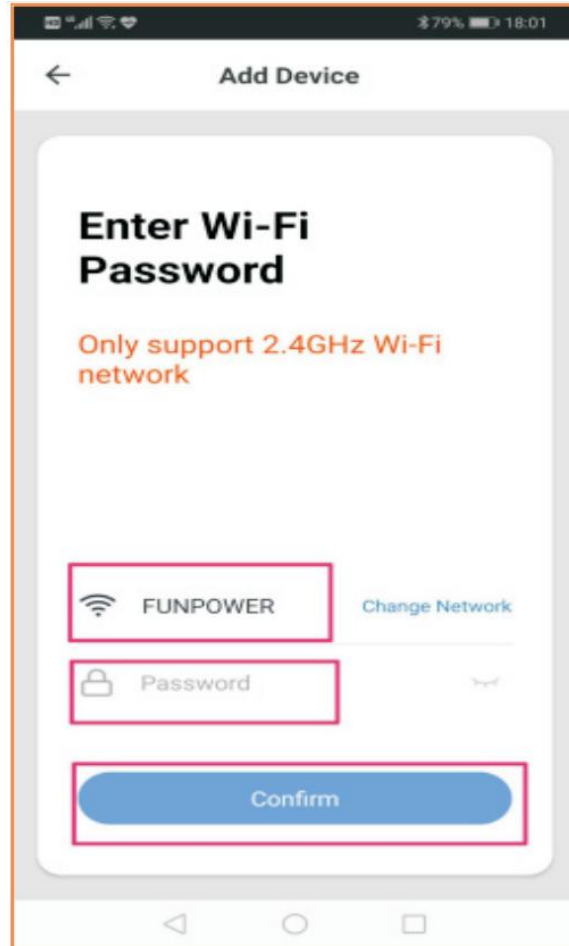 79% 18:01
Add Device
Enter Wi-Fi
Password
Only support 2.4GHz Wi-Fi
network
FUNPOWER
Change Network
Password
Confirm